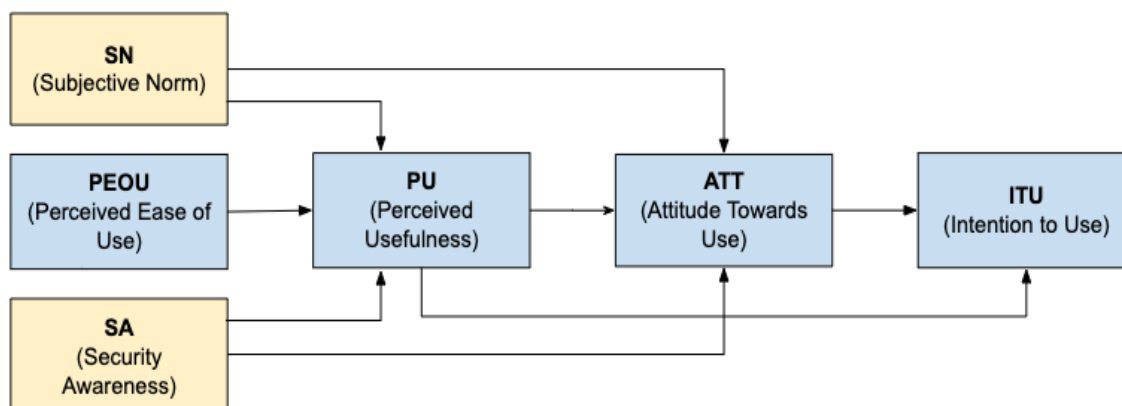 SN
(Subjective Norm)
PEOU
(Perceived Ease of
Use)
PU
(Perceived
Usefulness)
ATT
(Attitude Towards
Use)
ITU
(Intention to Use)
SA
(Security
Awareness)